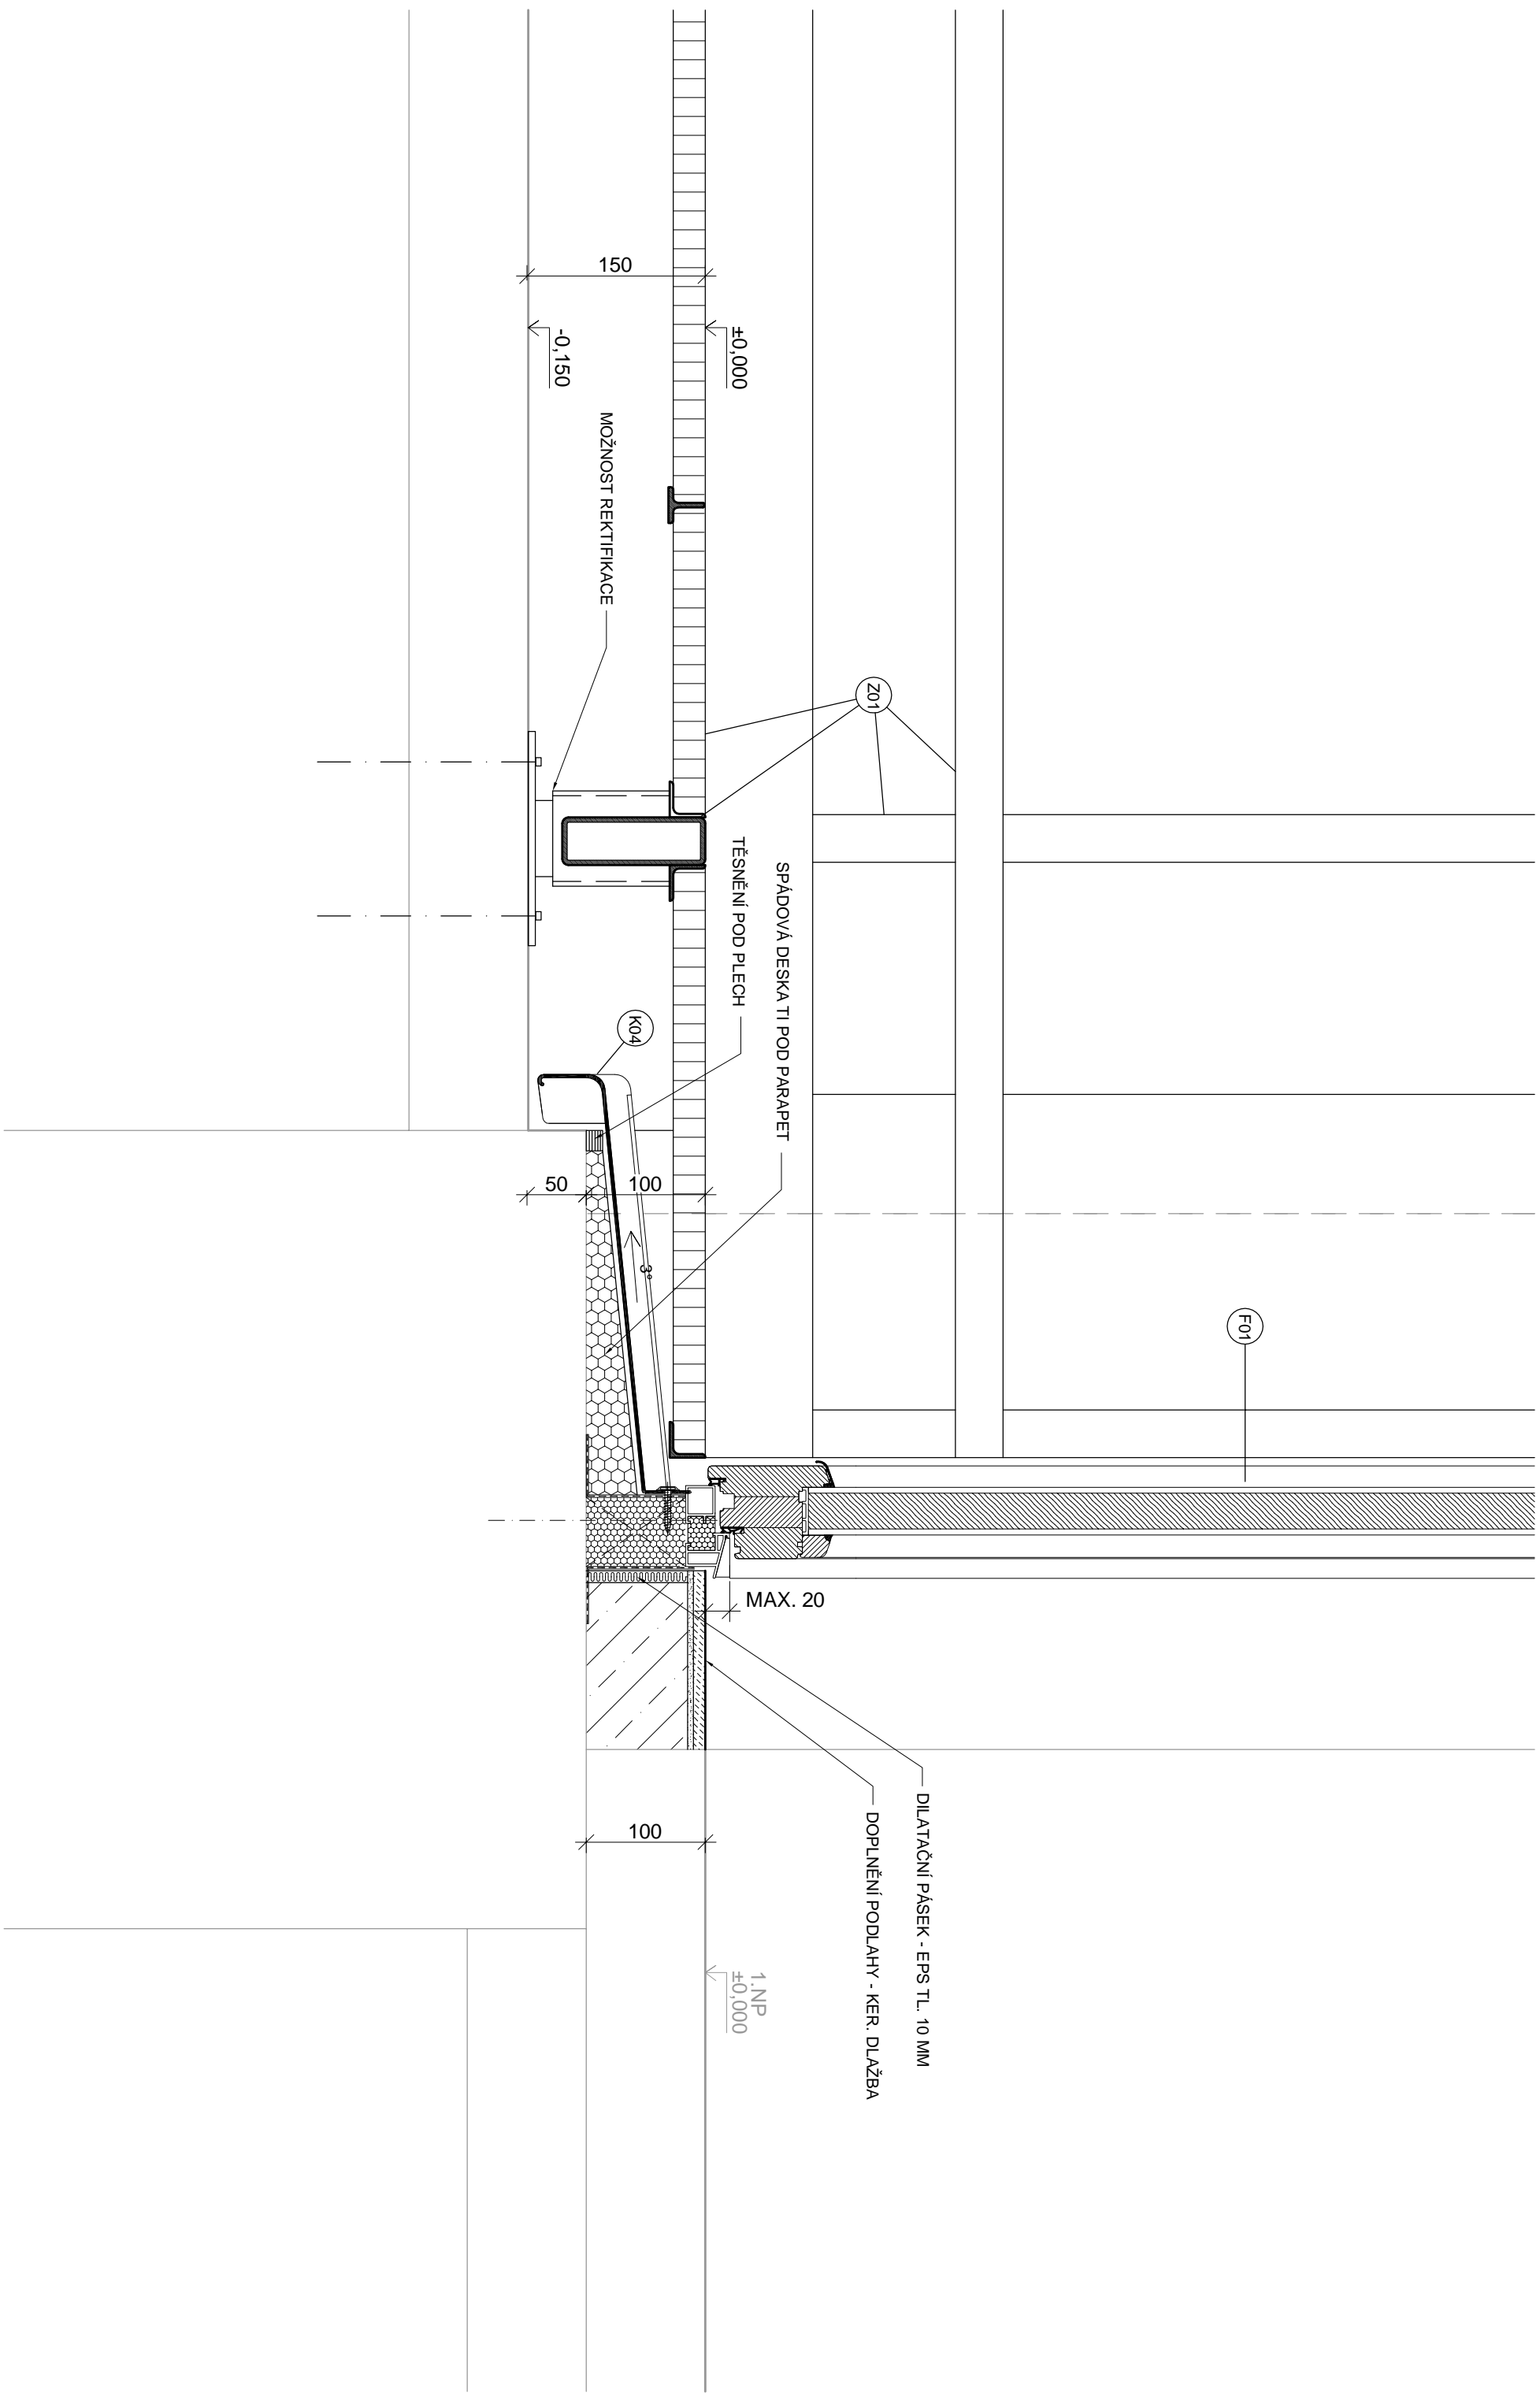 150
±0,000
-0,150
MOŽNOST REKTIFIKACE
Z01
TĚSNĚNÍ POD PLECH
SPÁDOVÁ DESKA TI POD PARAPET
K04
50
100
3°
F01
MAX. 20
DILATAČNÍ PÁSEK - EPS TL. 10 MM
DOPLNĚNÍ PODLAHY - KER. DLAŽBA
100
1.NP
±0,000